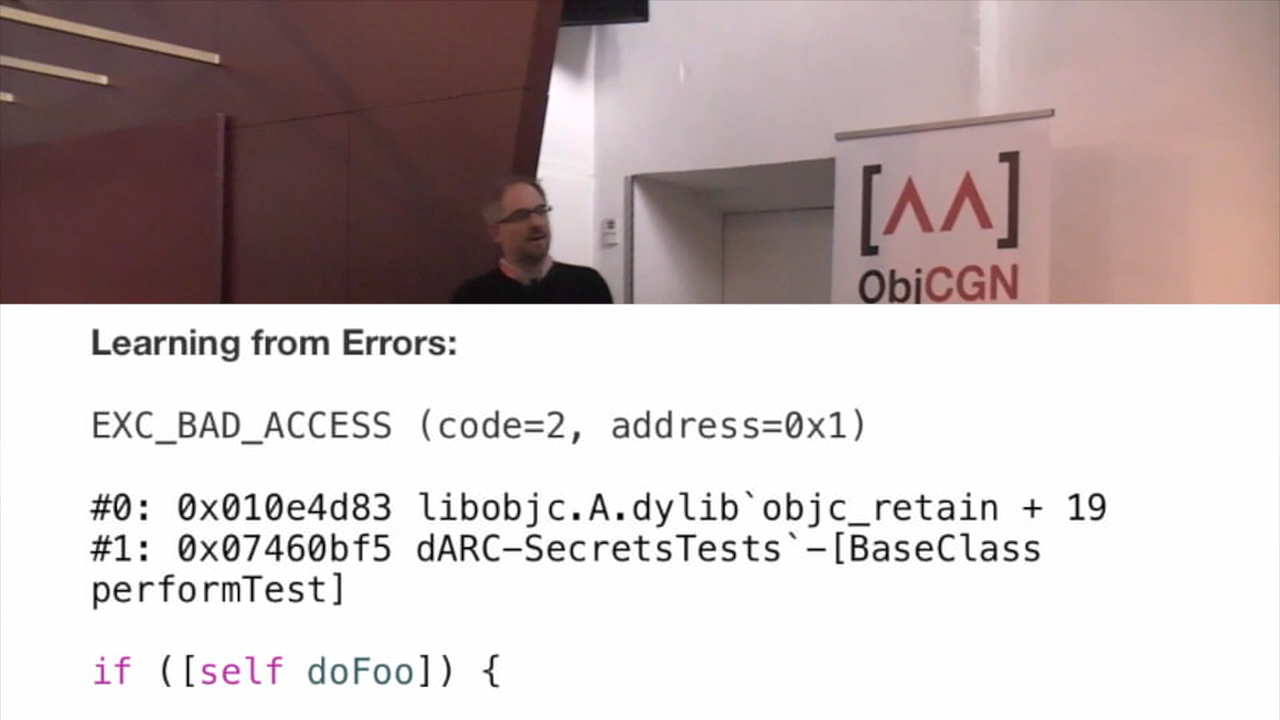 [ΛΛ]
ObjCGN
Learning from Errors:
EXC_BAD_ACCESS (code=2, address=0x1)
#0: 0x010e4d83 libobjc.A.dylib`objc_retain + 19
#1: 0x07460bf5 dARC-SecretsTests`-[BaseClass
performTest]
if ([self doFoo]) {